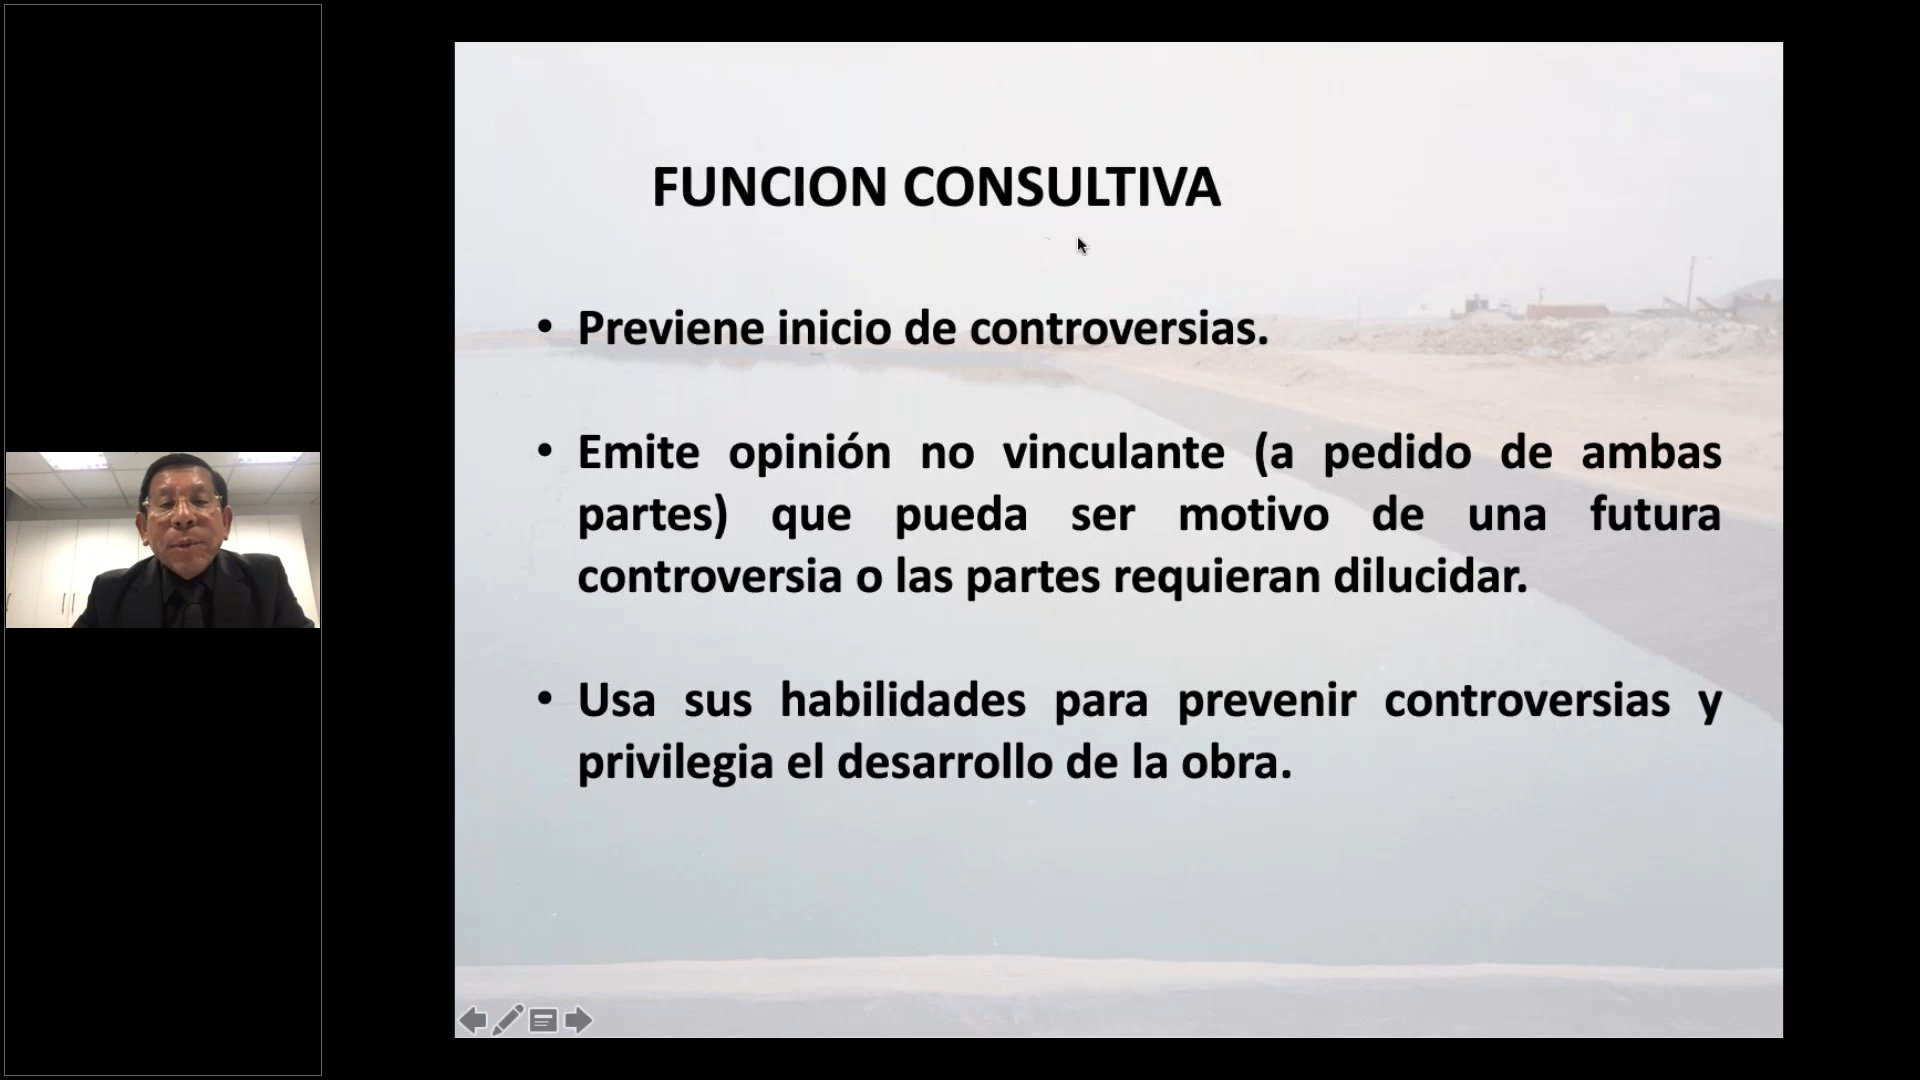 FUNCION CONSULTIVA
• Previene inicio de controversias.
• Emite opinión no vinculante (a pedido de ambas
partes) que pueda ser motivo de una futura
controversia o las partes requieran dilucidar.
• Usa sus habilidades para prevenir controversias y
privilegia el desarrollo de la obra.